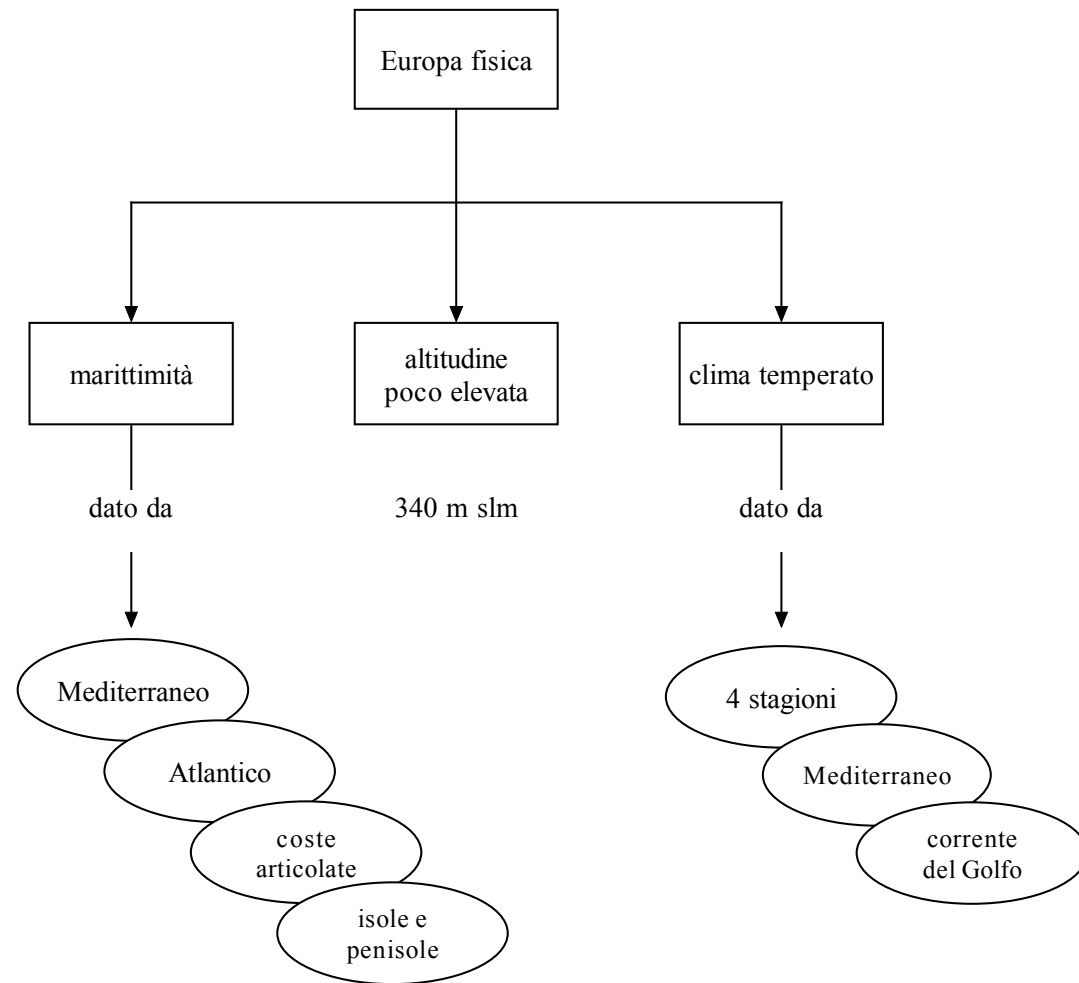 Europa fisica
marittimità
altitudine
poco elevata
clima temperato
dato da
340 m slm
dato da
Mediterraneo
Atlantico
coste
articolate
isole e
penisole
4 stagioni
Mediterraneo
corrente
del Golfo